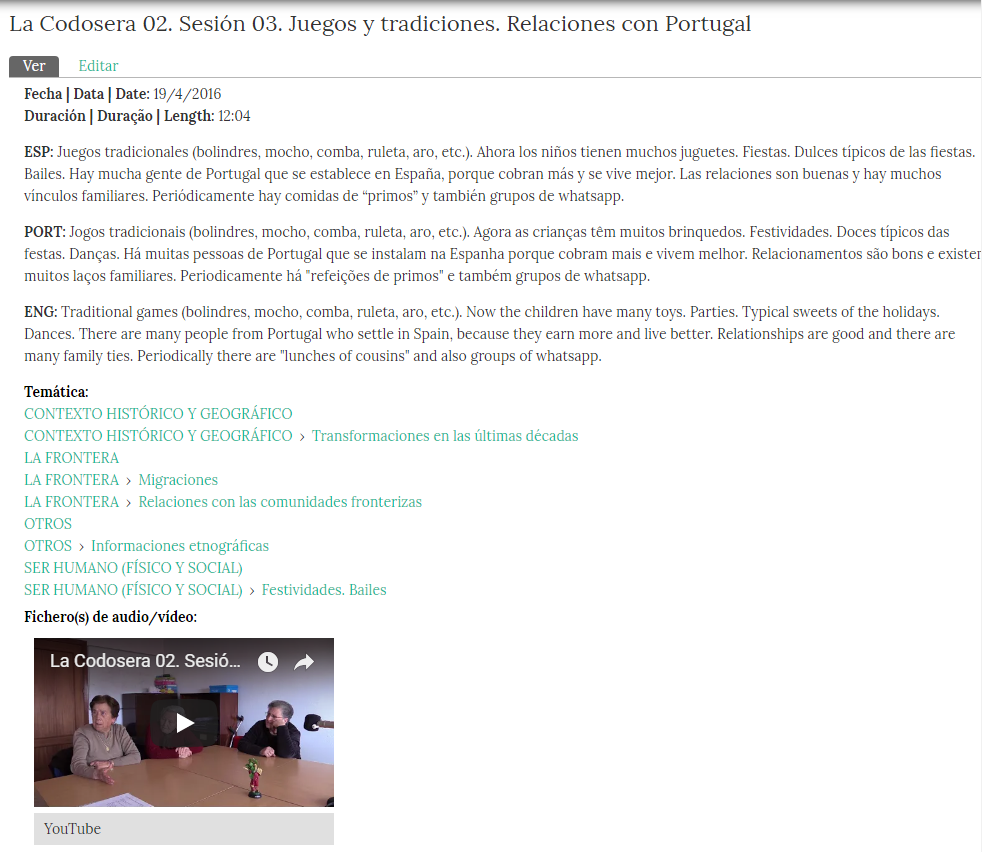 La Codosera 02. Sesión 03. Juegos y tradiciones. Relaciones con Portugal
Ver Editar
Fecha | Data | Date: 19/4/2016
Duración | Duração | Length: 12:04
ESP: Juegos tradicionales (bolindres, mocho, comba, ruleta, aro, etc.). Ahora los niños tienen muchos juguetes. Fiestas. Dulces típicos de las fiestas.
Bailes. Hay mucha gente de Portugal que se establece en España, porque cobran más y se vive mejor. Las relaciones son buenas y hay muchos
vínculos familiares. Periódicamente hay comidas de “primos” y también grupos de whatsapp.
PORT: Jogos tradicionais (bolindres, mocho, comba, ruleta, aro, etc.). Agora as crianças têm muitos brinquedos. Festividades. Doces típicos das
festas. Danças. Há muitas pessoas de Portugal que se instalam na Espanha porque cobram mais e vivem melhor. Relacionamentos são bons e existem
muitos laços familiares. Periodicamente há "refeições de primos" e também grupos de whatsapp.
ENG: Traditional games (bolindres, mocho, comba, ruleta, aro, etc.). Now the children have many toys. Parties. Typical sweets of the holidays.
Dances. There are many people from Portugal who settle in Spain, because they earn more and live better. Relationships are good and there are
many family ties. Periodically there are "lunches of cousins" and also groups of whatsapp.
Temática:
CONTEXTO HISTÓRICO Y GEOGRÁFICO
CONTEXTO HISTÓRICO Y GEOGRÁFICO › Transformaciones en las últimas décadas
LA FRONTERA
LA FRONTERA › Migraciones
LA FRONTERA › Relaciones con las comunidades fronterizas
OTROS
OTROS › Informaciones etnográficas
SER HUMANO (FÍSICO Y SOCIAL)
SER HUMANO (FÍSICO Y SOCIAL) › Festividades. Bailes
Fichero(s) de audio/vídeo:
La Codosera 02. Sesió...
YouTube